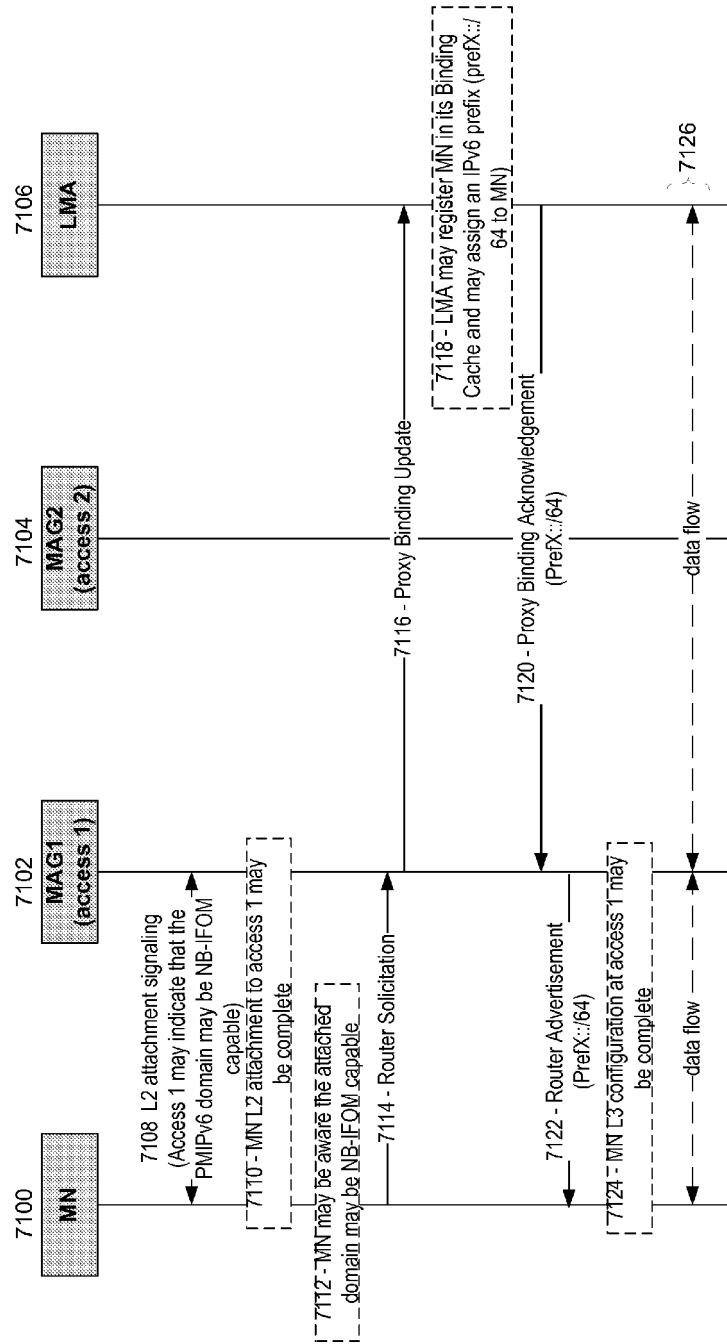 7100
MN
7102
MAG1
(access 1)
7104
MAG2
(access 2)
7106
LMA
7108 L2 attachment signaling
(Access 1 may indicate that the
PMIPv6 domain may be NB-IFOM
capable)
7110 - MN L2 attachment to access 1 may
be complete
7112 - MN may be aware the attached
domain may be NB-IFOM capable
7114 - Router Solicitation
7116 - Proxy Binding Update
7118 - LMA may register MN in its Binding
Cache and may assign an IPv6 prefix (prefX::/
64 to MN)
7120 - Proxy Binding Acknowledgement
(PrefX::/64)
7122 - Router Advertisement
(PrefX::/64)
7124 - MN L3 configuration at access 1 may
be complete
data flow
data flow
7126